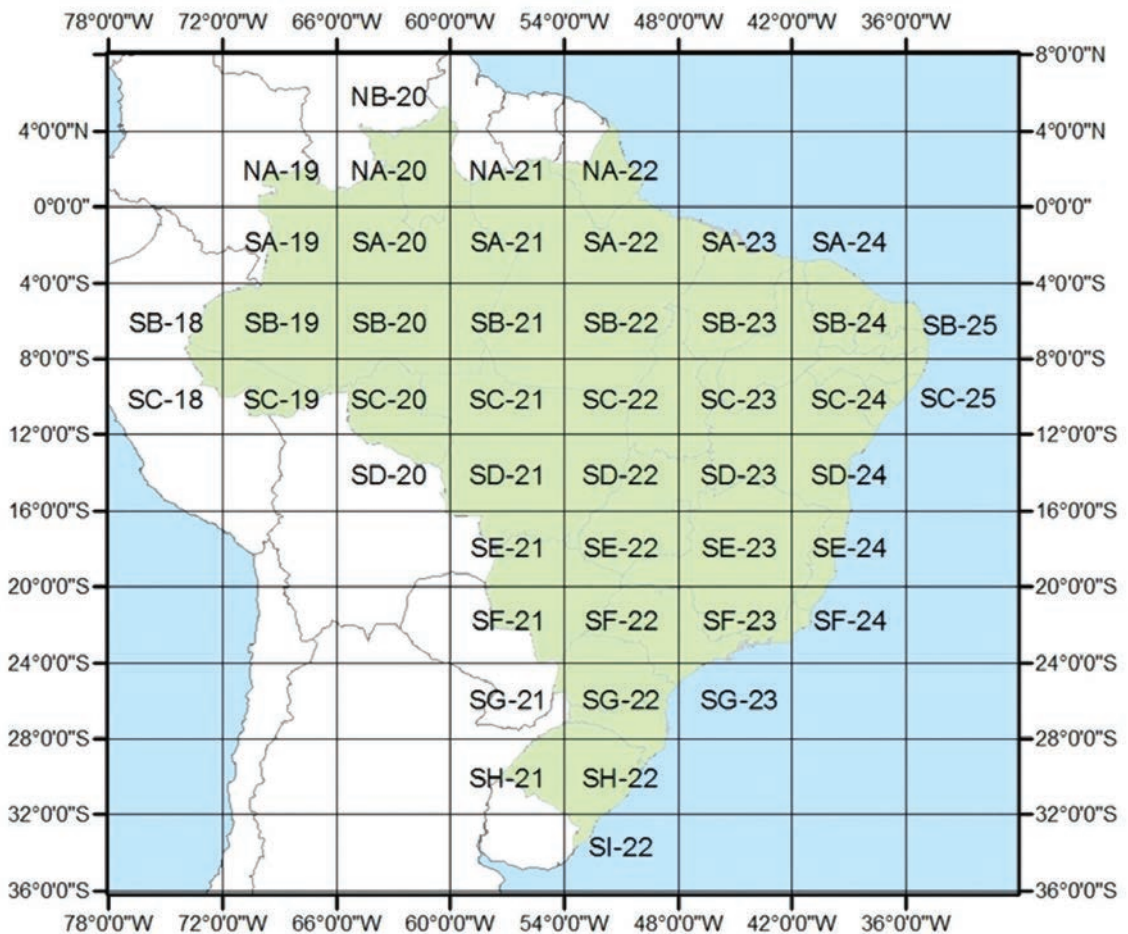 78°0'0"W 72°0'0"W 66°0'0"W 60°0'0"W 54°0'0"W 48°0'0"W 42°0'0"W 36°0'0"W
8°0'0"N
NB-20
4°0'0"N 4°0'0"N
NA-19 NA-20 NA-21 NA-22
0°0'0" 0°0'0"
SA-19 SA-20 SA-21 SA-22 SA-23 SA-24
4°0'0"S 4°0'0"S
SB-18 SB-19 SB-20 SB-21 SB-22 SB-23 SB-24 SB-25
8°0'0"S 8°0'0"S
SC-18 SC-19 SC-20 SC-21 SC-22 SC-23 SC-24 SC-25
12°0'0"S 12°0'0"S
SD-20 SD-21 SD-22 SD-23 SD-24
16°0'0"S 16°0'0"S
SE-21 SE-22 SE-23 SE-24
20°0'0"S 20°0'0"S
SF-21 SF-22 SF-23 SF-24
24°0'0"S 24°0'0"S
SG-21 SG-22 SG-23
28°0'0"S 28°0'0"S
SH-21 SH-22
32°0'0"S 32°0'0"S
SI-22
36°0'0"S 36°0'0"S
78°0'0"W 72°0'0"W 66°0'0"W 60°0'0"W 54°0'0"W 48°0'0"W 42°0'0"W 36°0'0"W